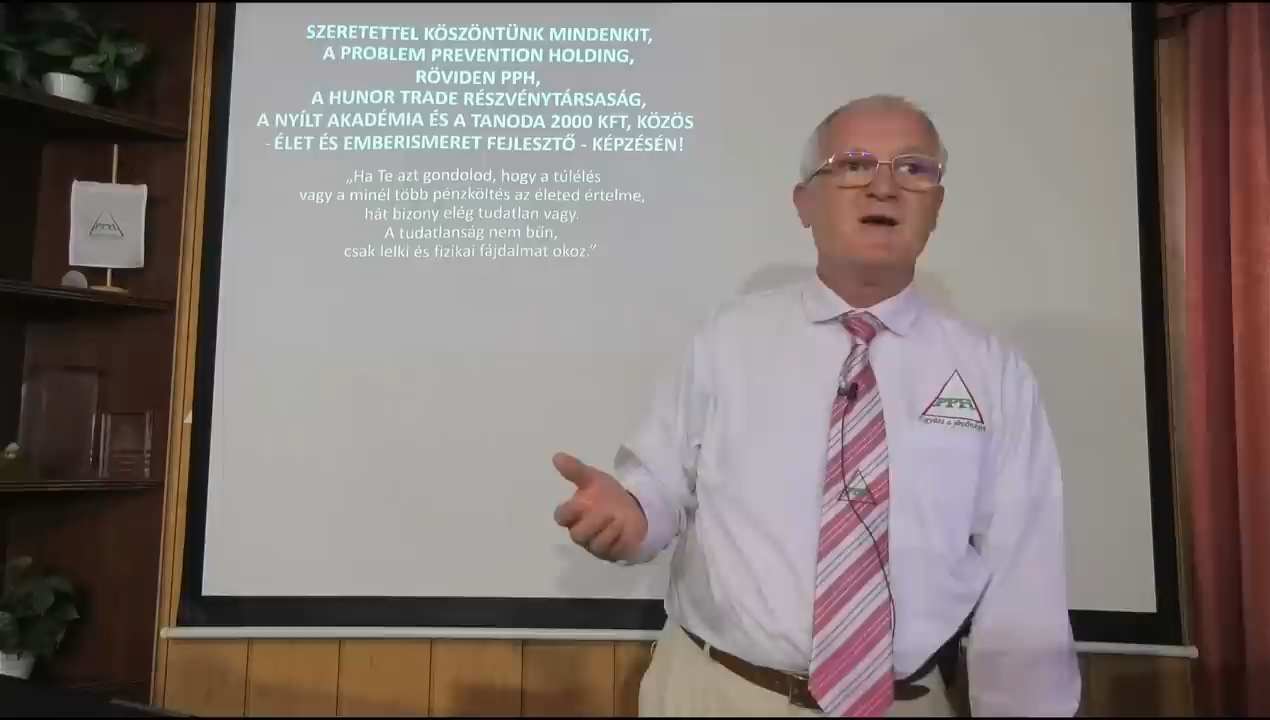 SZERETETTEL KÖSZÖNTÜNK MINDENKIT,
A PROBLEM PREVENTION HOLDING,
RÖVIDEN PPH,
A HUNOR TRADE RÉSZVÉNYTÁRSASÁG,
A NYÍLT AKADÉMIA ÉS A TANODA 2000 KFT, KÖZÖS
- ÉLET ÉS EMBERISMERET FEJLESZTŐ - KÉPZÉSÉN!
„Ha Te azt gondolod, hogy a túlélés
vagy a minél több pénzköltés az életed értelme,
hát bizony elég tudatlan vagy.
A tudatlanság nem bűn,
csak lelki és fizikai fájdalmat okoz.”
PPH
PPH